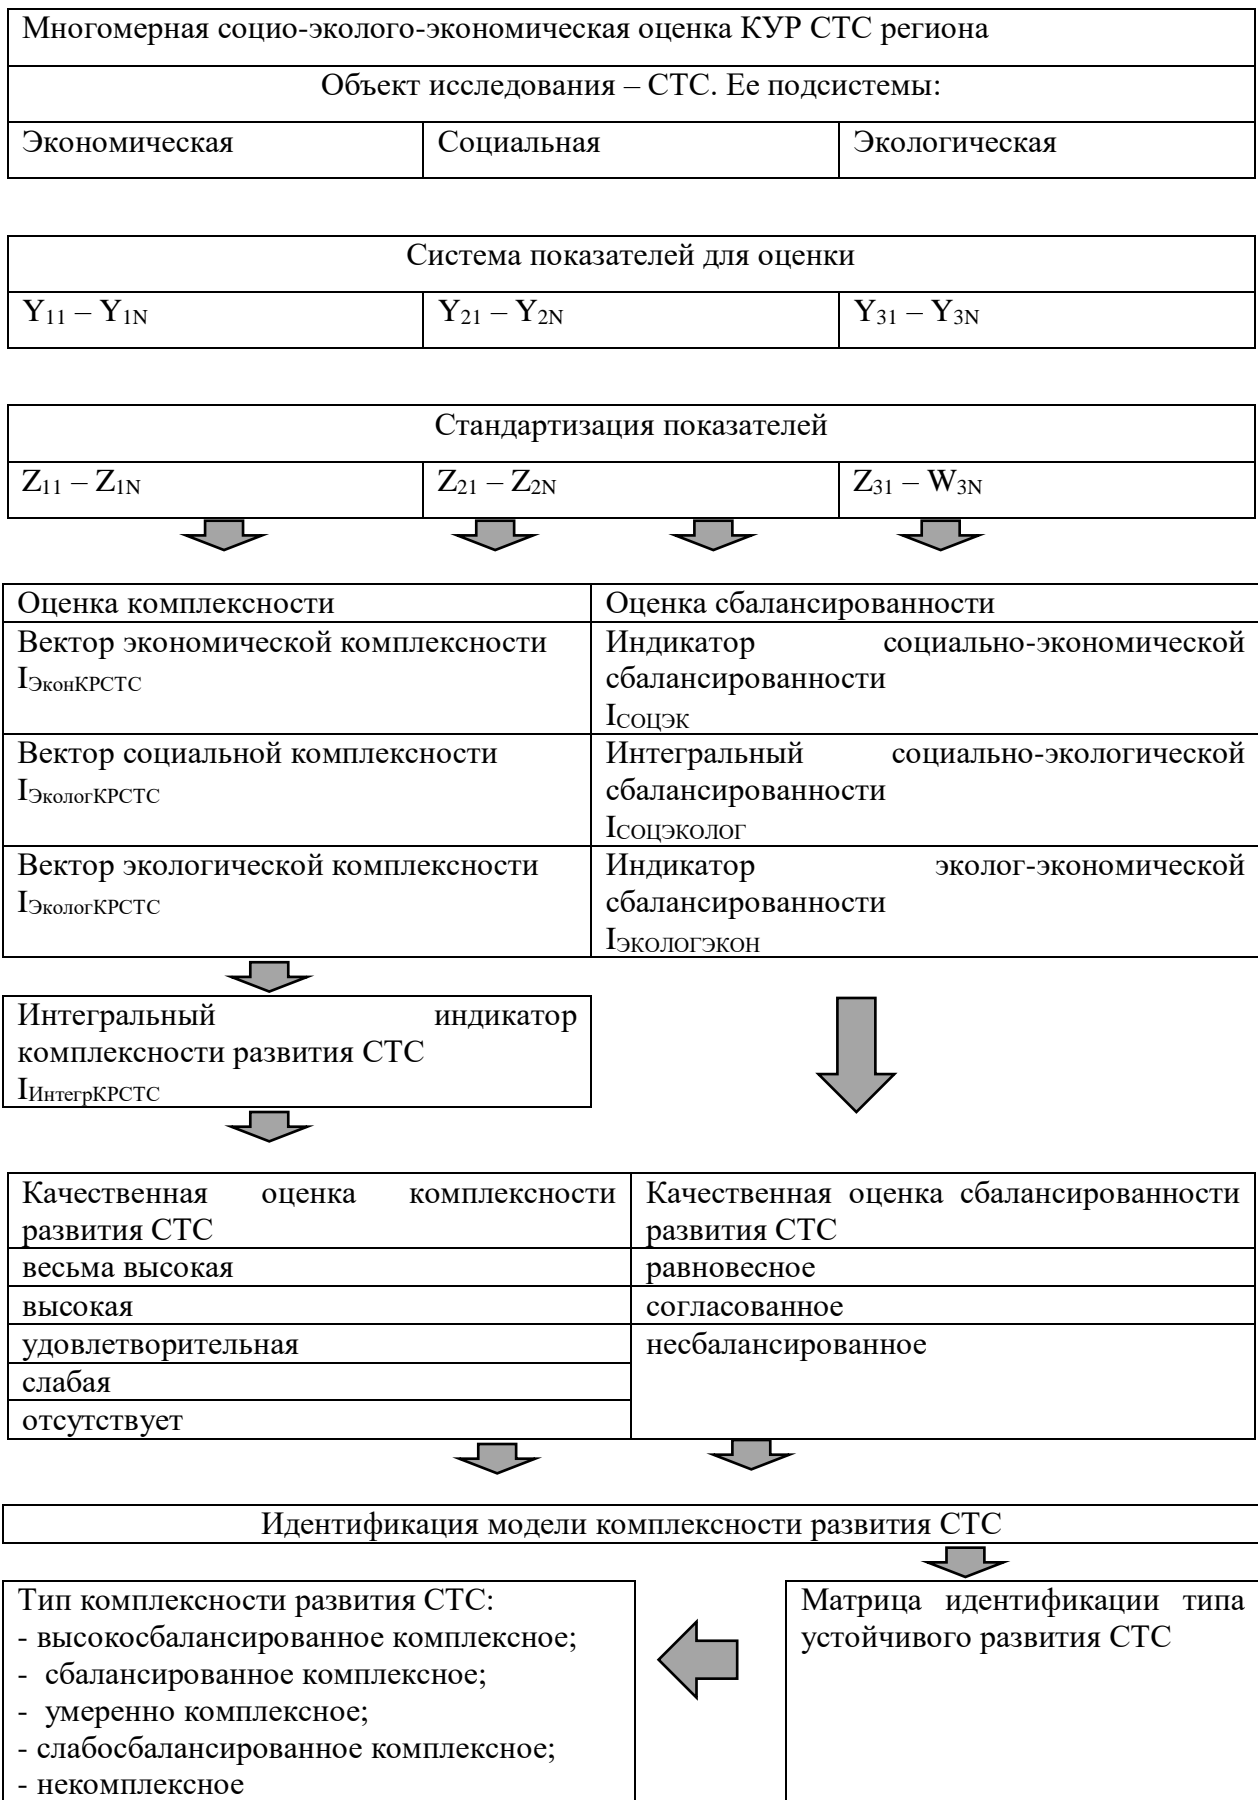 Многомерная социо-эколого-экономическая оценка КУР СТС региона
Объект исследования – СТС. Ее подсистемы:
Экономическая
Социальная
Экологическая
Система показателей для оценки
Y11 – Y1N
Y21 – Y2N
Y31 – Y3N
Стандартизация показателей
Z11 – Z1N
Z21 – Z2N
Z31 – W3N
Оценка комплексности
Оценка сбалансированности
Вектор экономической комплексности
IЭконКРСТС
Индикатор социально-экономической
сбалансированности
IСОЦЭК
Вектор социальной комплексности
IЭкологКРСТС
Интегральный социально-экологической
сбалансированности
IСОЦЭКОЛОГ
Вектор экологической комплексности
IЭкологКРСТС
Индикатор эколог-экономической
сбалансированности
IЭКОЛОГЭКОН
Интегральный индикатор
комплексности развития СТС
IИнтегрКРСТС
Качественная оценка комплексности
развития СТС
Качественная оценка сбалансированности
развития СТС
весьма высокая
равновесное
высокая
согласованное
удовлетворительная
несбалансированное
слабая
отсутствует
Идентификация модели комплексности развития СТС
Тип комплексности развития СТС:
- высокосбалансированное комплексное;
- сбалансированное комплексное;
- умеренно комплексное;
- слабосбалансированное комплексное;
- некомплексное
Матрица идентификации типа
устойчивого развития СТС